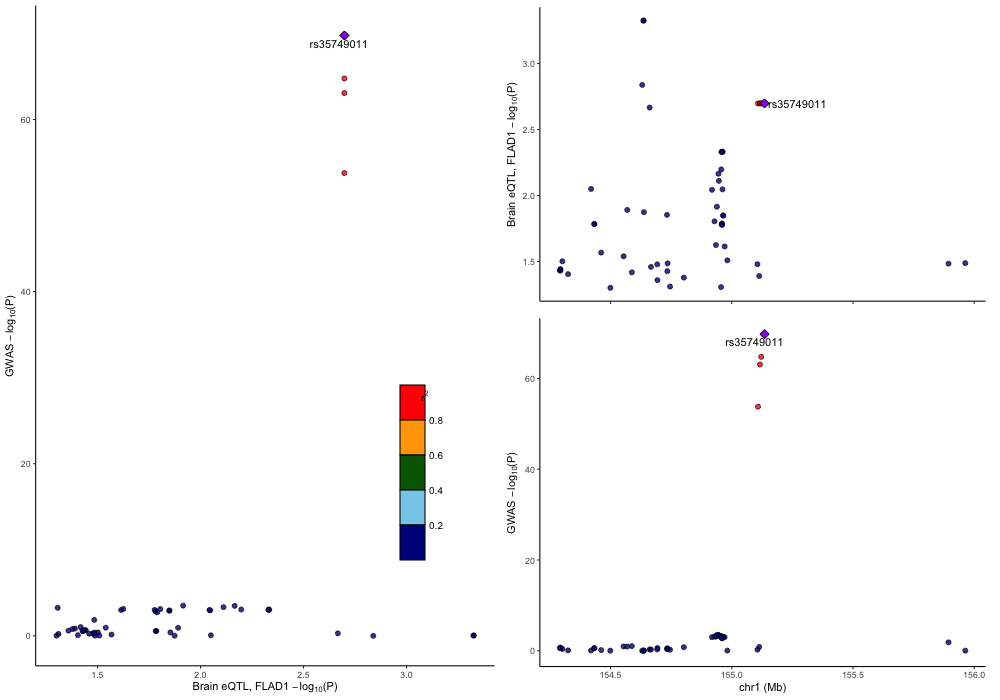 rs35749011
60
40
20
0
GWAS −log10(P)
r2
0.8
0.6
0.4
0.2
1.5
2.0
2.5
3.0
Brain eQTL, FLAD1 −log10(P)
3.0
2.5
2.0
1.5
Brain eQTL, FLAD1 −log10(P)
rs35749011
rs35749011
60
40
20
0
GWAS −log10(P)
154.5
155.0
155.5
156.0
chr1 (Mb)